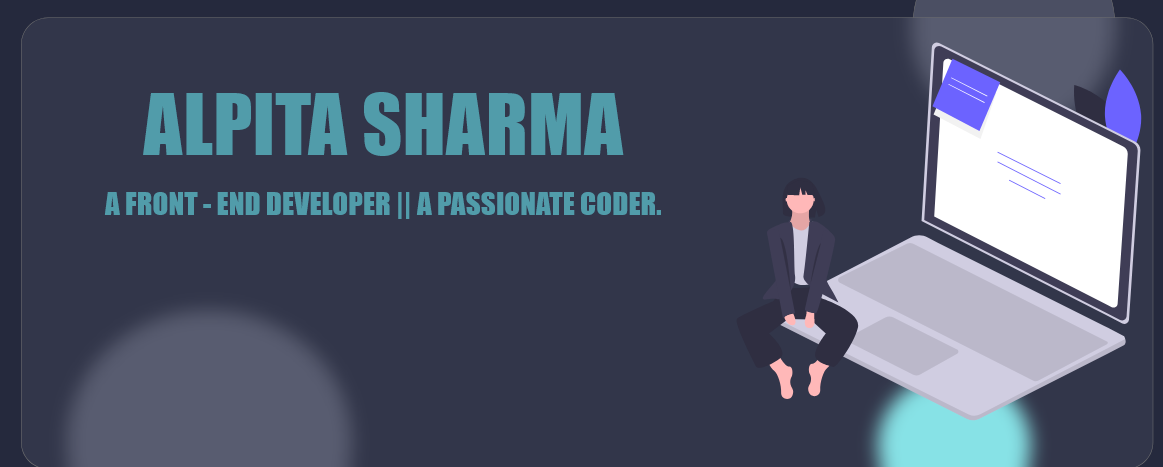 ALPITA SHARMA
A FRONT - END DEVELOPER || A PASSIONATE CODER.